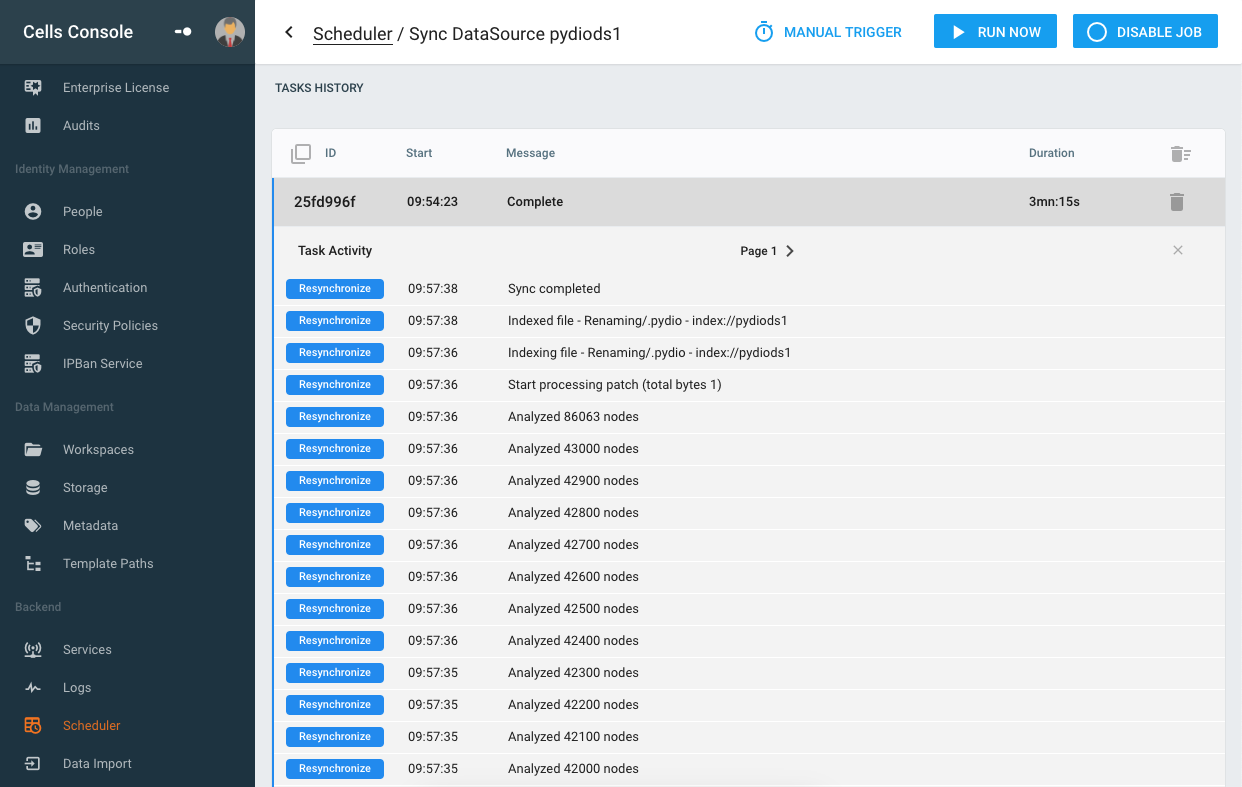 Cells Console
Enterprise License
Audits
Identity Management
People
Roles
Authentication
Security Policies
IPBan Service
Data Management
Workspaces
Storage
Metadata
Template Paths
Backend
Services
Logs
Scheduler
Data Import
Scheduler / Sync DataSource pydiods1
MANUAL TRIGGER
RUN NOW
DISABLE JOB
TASKS HISTORY
ID Start Message Duration
25fd996f 09:54:23 Complete 3mn:15s
Task Activity Page 1
Resynchronize 09:57:38 Sync completed
Resynchronize 09:57:38 Indexed file - Renaming/.pydio - index://pydiods1
Resynchronize 09:57:36 Indexing file - Renaming/.pydio - index://pydiods1
Resynchronize 09:57:36 Start processing patch (total bytes 1)
Resynchronize 09:57:36 Analyzed 86063 nodes
Resynchronize 09:57:36 Analyzed 43000 nodes
Resynchronize 09:57:36 Analyzed 42900 nodes
Resynchronize 09:57:36 Analyzed 42800 nodes
Resynchronize 09:57:36 Analyzed 42700 nodes
Resynchronize 09:57:36 Analyzed 42600 nodes
Resynchronize 09:57:36 Analyzed 42500 nodes
Resynchronize 09:57:36 Analyzed 42400 nodes
Resynchronize 09:57:35 Analyzed 42300 nodes
Resynchronize 09:57:35 Analyzed 42200 nodes
Resynchronize 09:57:35 Analyzed 42100 nodes
Resynchronize 09:57:35 Analyzed 42000 nodes